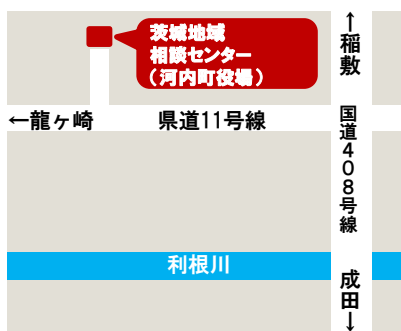 茨城地域
相談センター
（河内町役場）
↑稲敷
←龍ヶ崎
県道11号線
国道408号線
利根川
成田↓